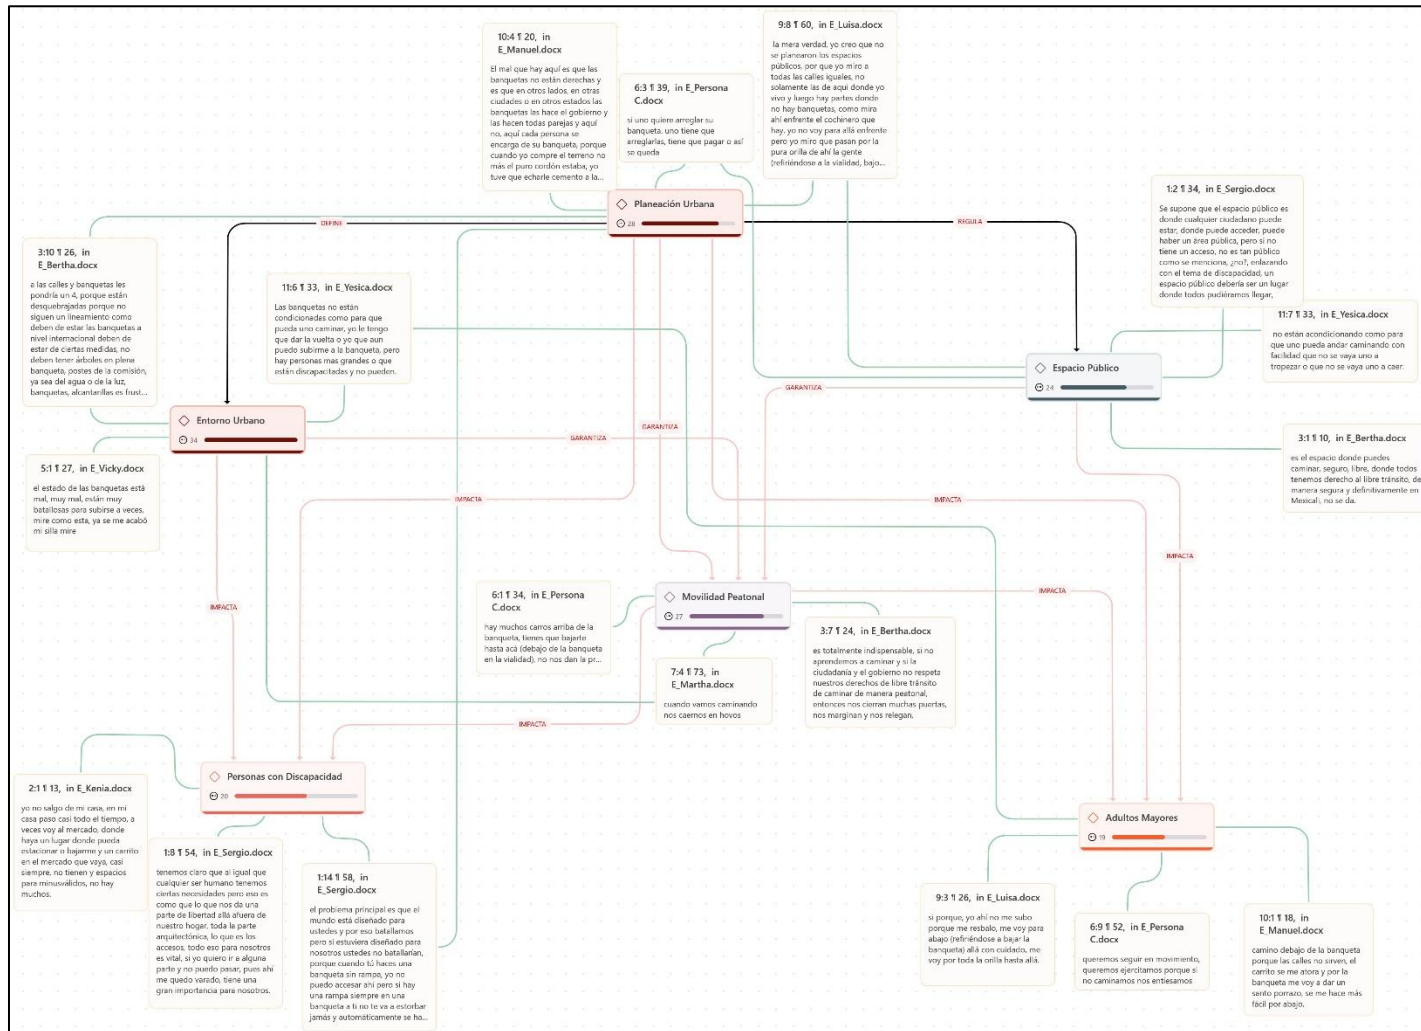 10:4 ¶ 20, in
E_Manuel.docx
El mal que hay aquí es que las
banquetas no están derechas y
es que en otros lados, en otras
ciudades o en otros estados las
banquetas las hace el gobierno y
las hacen todas parejas y aquí
no, aquí cada persona se
encarga de su banqueta, porque
cuando yo compre el terreno no
más el puro cordón estaba, yo
tuve que echarle cemento a la...
6:3 ¶ 39, in E_Persona
C.docx
si uno quiere arreglar su
banqueta, uno tiene que
arreglarlas, tiene que pagar o así
se queda
9:8 ¶ 60, in E_Luisa.docx
la mera verdad, yo creo que no
se planearon los espacios
públicos, por que yo miro a
todas las calles iguales, no
solamente las de aqui donde yo
vivo y luego hay partes donde
no hay banquetas, como mira
ahí enfrente el cochinero que
hay, yo no voy para allá enfrente
pero yo miro que pasan por la
pura orilla de ahí la gente
(refiriéndose a la vialidad, bajo...
1:2 ¶ 34, in E_Sergio.docx
Se supone que el espacio público es
donde cualquier ciudadano puede
estar, donde puede acceder, puede
haber un área pública, pero si no
tiene un acceso, no es tan público
como se menciona, ¿no?, enlazando
con el tema de discapacidad, un
espacio público debería ser un lugar
donde todos pudiéramos llegar,
Planeación Urbana
28
DEFINE
REGULA
3:10 ¶ 26, in
E_Bertha.docx
a las calles y banquetas les
pondría un 4, porque están
desquebrajadas porque no
siguen un lineamiento como
deben de estar las banquetas a
nivel internacional deben de
estar de ciertas medidas, no
deben tener árboles en plena
banqueta, postes de la comisión,
ya sea del agua o de la luz,
banquetas, alcantarillas es frust...
11:6 ¶ 33, in E_Yesica.docx
Las banquetas no están
condicionadas como para que
pueda uno caminar, yo le tengo
que dar la vuelta o yo que aun
puedo subirme a la banqueta, pero
hay personas mas grandes o que
están discapacitadas y no pueden.
11:7 ¶ 33, in E_Yesica.docx
no están acondicionando como para
que uno pueda andar caminando con
facilidad que no se vaya uno a
tropezar o que no se vaya uno a caer.
Espacio Público
24
GARANTIZA
Entorno Urbano
34
GARANTIZA
GARANTIZA
3:1 ¶ 10, in E_Bertha.docx
es el espacio donde puedes
caminar, seguro, libre, donde todos
tenemos derecho al libre tránsito, de
manera segura y definitivamente en
Mexicali, no se da.
5:1 ¶ 27, in E_Vicky.docx
el estado de las banquetas está
mal, muy mal, están muy
batallosas para subirse a veces,
mire como esta, ya se me acabó
mi silla mire
IMPACTA
IMPACTA
IMPACTA
IMPACTA
IMPACTA
Movilidad Peatonal
27
6:1 ¶ 34, in E_Persona
C.docx
hay muchos carros arriba de la
banqueta, tienes que bajarte
hasta acá (debajo de la banqueta
en la vialidad), no nos dan la pr...
3:7 ¶ 24, in E_Bertha.docx
es totalmente indispensable, si no
aprendemos a caminar y si la
ciudadanía y el gobierno no respeta
nuestros derechos de libre tránsito
de caminar de manera peatonal,
entonces nos cierran muchas puertas,
nos marginan y nos relegan,
7:4 ¶ 73, in
E_Martha.docx
cuando vamos caminando
nos caemos en hoyos
IMPACTA
Personas con Discapacidad
20
2:1 ¶ 13, in E_Kenia.docx
yo no salgo de mi casa, en mi
casa paso casi todo el tiempo, a
veces voy al mercado, donde
haya un lugar donde pueda
estacionar o bajarme y un carrito
en el mercado que vaya, casi
siempre, no tienen y espacios
para minusválidos, no hay
muchos.
1:8 ¶ 54, in E_Sergio.docx
tenemos claro que al igual que
cualquier ser humano tenemos
ciertas necesidades pero eso es
como que lo que nos da una
parte de libertad allá afuera de
nuestro hogar, toda la parte
arquitectónica, lo que es los
accesos, todo eso para nosotros
es vital, si yo quiero ir a alguna
parte y no puedo pasar, pues ahí
me quedo varado, tiene una
gran importancia para nosotros.
1:14 ¶ 58, in
E_Sergio.docx
el problema principal es que el
mundo está diseñado para
ustedes y por eso batallamos
pero si estuviera diseñado para
nosotros ustedes no batallarían,
porque cuando tú haces una
banqueta sin rampa, yo no
puedo accesar ahí pero si hay
una rampa siempre en una
banqueta a ti no te va a estorbar
jamás y automáticamente se ha...
Adultos Mayores
19
9:3 ¶ 26, in E_Luisa.docx
si porque, yo ahi no me subo
porque me resbalo, me voy para
abajo (refiriéndose a bajar la
banqueta) allá con cuidado, me
voy por toda la orilla hasta allá.
6:9 ¶ 52, in E_Persona
C.docx
queremos seguir en movimiento,
queremos ejercitarnos porque si
no caminamos nos entiesamos
10:1 ¶ 18, in
E_Manuel.docx
camino debajo de la banqueta
porque las calles no sirven, el
carrito se me atora y por la
banqueta me voy a dar un
santo porrazo, se me hace más
fácil por abajo.